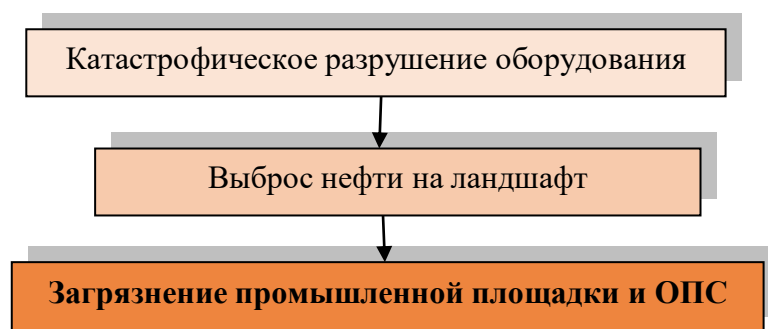 Катастрофическое разрушение оборудования
Выброс нефти на ландшафт
Загрязнение промышленной площадки и ОПС